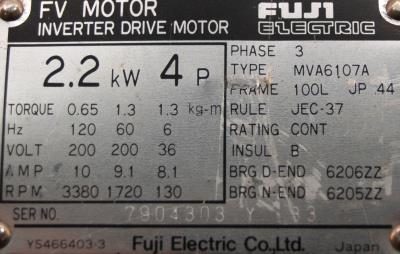 FV MOTOR
INVERTER DRIVE MOTOR
FUJI
ELECTRIC
2.2 kW 4 P
TORQUE 0.65 1.3 1.3 kg-m
Hz 120 60 6
VOLT 200 200 36
AMP 10 9.1 8.1
RPM 3380 1720 130
SER NO. 7904303 Y 83
PHASE 3
TYPE MVA6107A
FRAME 100L JP 44
RULE JEC-37
RATING CONT
INSUL B
BRG D-END 6206ZZ
BRG N-END 6205ZZ
YS466403-3 Fuji Electric Co.,Ltd. Japan